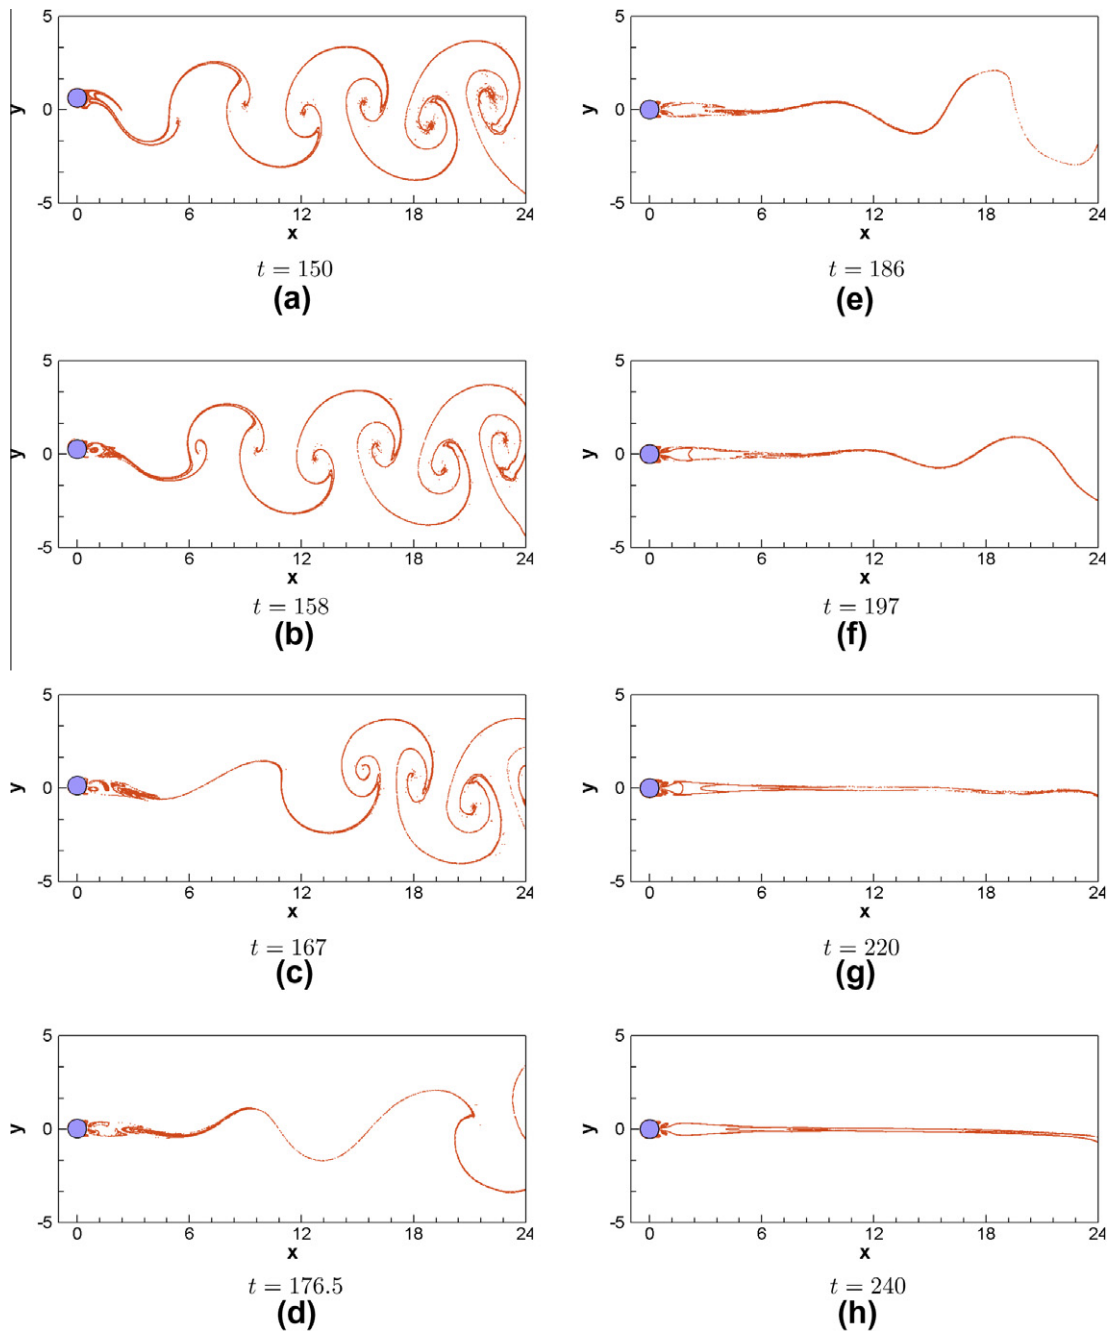 5
y
0
-5
0 6 12 18 24
x
t = 150
(a)
5
y
0
-5
0 6 12 18 24
x
t = 158
(b)
5
y
0
-5
0 6 12 18 24
x
t = 167
(c)
5
y
0
-5
0 6 12 18 24
x
t = 176.5
(d)
5
y
0
-5
0 6 12 18 24
x
t = 186
(e)
5
y
0
-5
0 6 12 18 24
x
t = 197
(f)
5
y
0
-5
0 6 12 18 24
x
t = 220
(g)
5
y
0
-5
0 6 12 18 24
x
t = 240
(h)